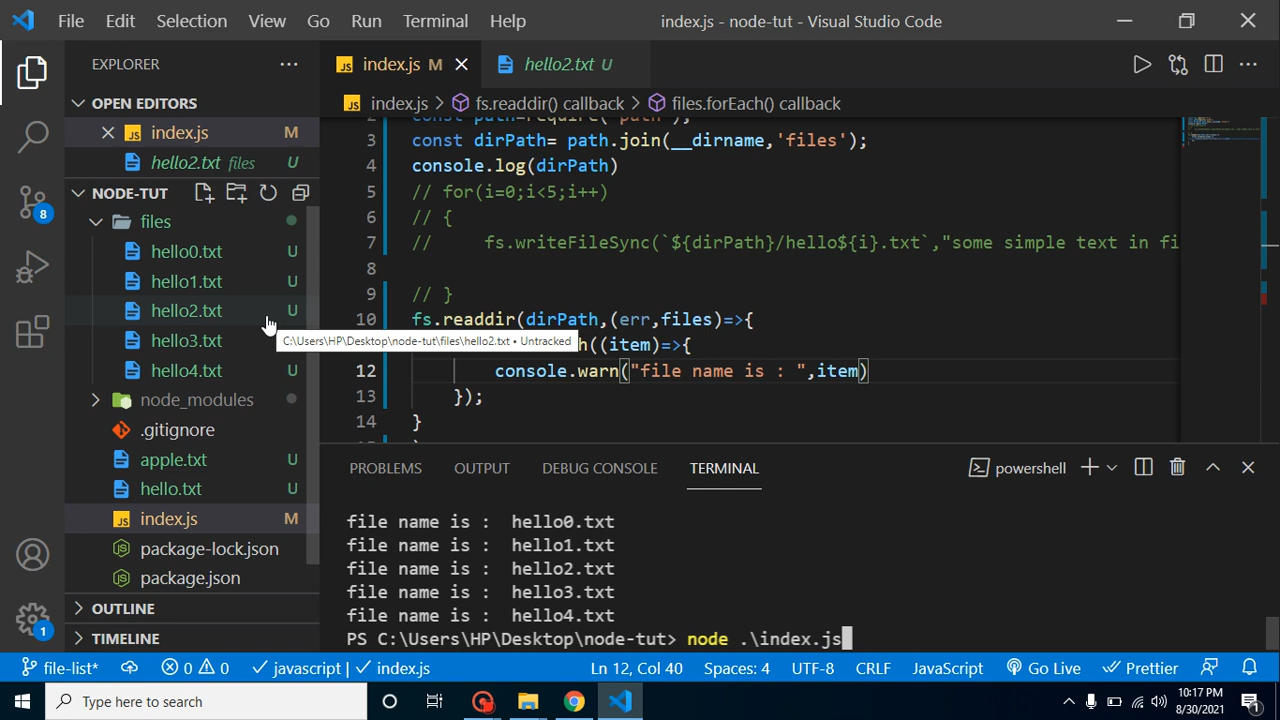 File Edit Selection View Go Run Terminal Help index.js - node-tut - Visual Studio Code
EXPLORER
index.js M
hello2.txt U
OPEN EDITORS
index.js > fs.readdir() callback > files.forEach() callback
index.js M
hello2.txt files U
NODE-TUT
files
hello0.txt U
hello1.txt U
hello2.txt U
hello3.txt U
hello4.txt U
node_modules
.gitignore
apple.txt U
hello.txt U
index.js M
package-lock.json
package.json
OUTLINE
TIMELINE
8
1
3 const dirPath= path.join(__dirname,'files');
4 console.log(dirPath)
5 // for(i=0;i<5;i++)
6 // {
7 //     fs.writeFileSync(`${dirPath}/hello${i}.txt`,"some simple text in fi
8
9 // }
10 fs.readdir(dirPath,(err,files)=>{
C:\Users\HP\Desktop\node-tut\files\hello2.txt • Untracked
h((item)=>{
12 console.warn("file name is : ",item)
13 });
14 }
PROBLEMS OUTPUT DEBUG CONSOLE TERMINAL powershell
file name is :  hello0.txt
file name is :  hello1.txt
file name is :  hello2.txt
file name is :  hello3.txt
file name is :  hello4.txt
PS C:\Users\HP\Desktop\node-tut> node .\index.js
file-list* 0 0 javascript | index.js Ln 12, Col 40 Spaces: 4 UTF-8 CRLF JavaScript Go Live Prettier
Type here to search
10:17 PM
8/30/2021
1